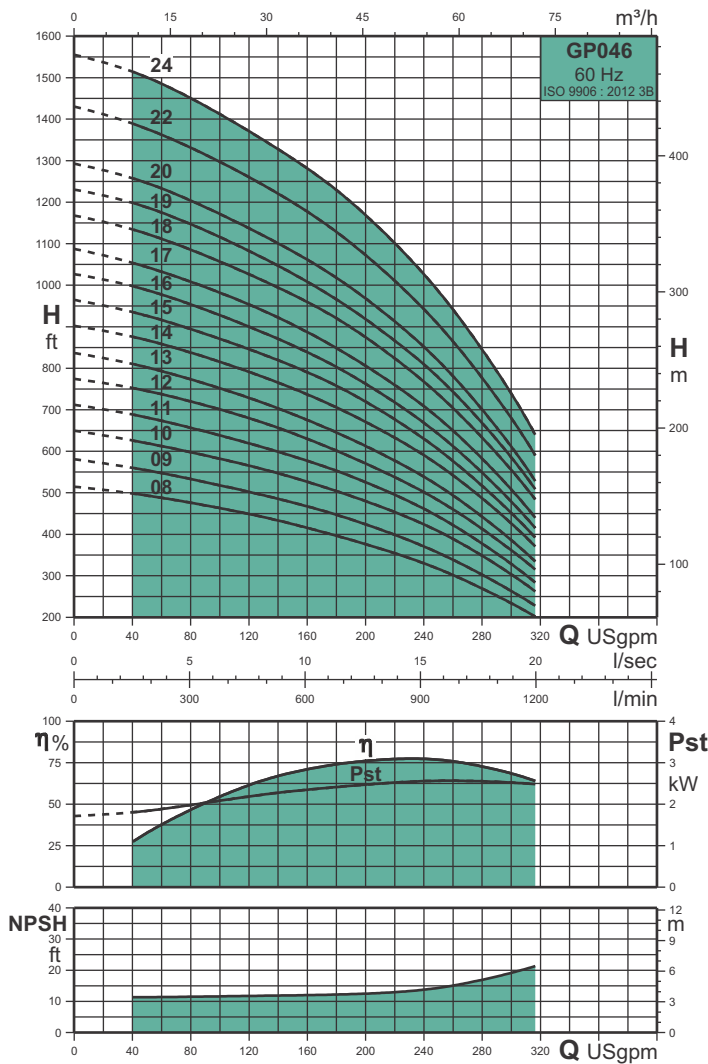 0 15 30 45 60 75 m³/h
GP046
60 Hz
ISO 9906 : 2012 3B
1600
1500
1400
1300
1200
1100
1000
H
ft
800
700
600
500
400
300
200
24
22
20
19
18
17
16
15
14
13
12
11
10
09
08
400
300
H
m
200
100
0 40 80 120 160 200 240 280 320 Q USgpm
0 5 10 15 20 l/sec
0 300 600 900 1200 l/min
100
η%
75
50
25
0
η
Pst
4
Pst
3
kW
2
1
0
40
NPSH
30
ft
20
10
0
12
m
9
6
3
0
0 40 80 120 160 200 240 280 320
Q USgpm